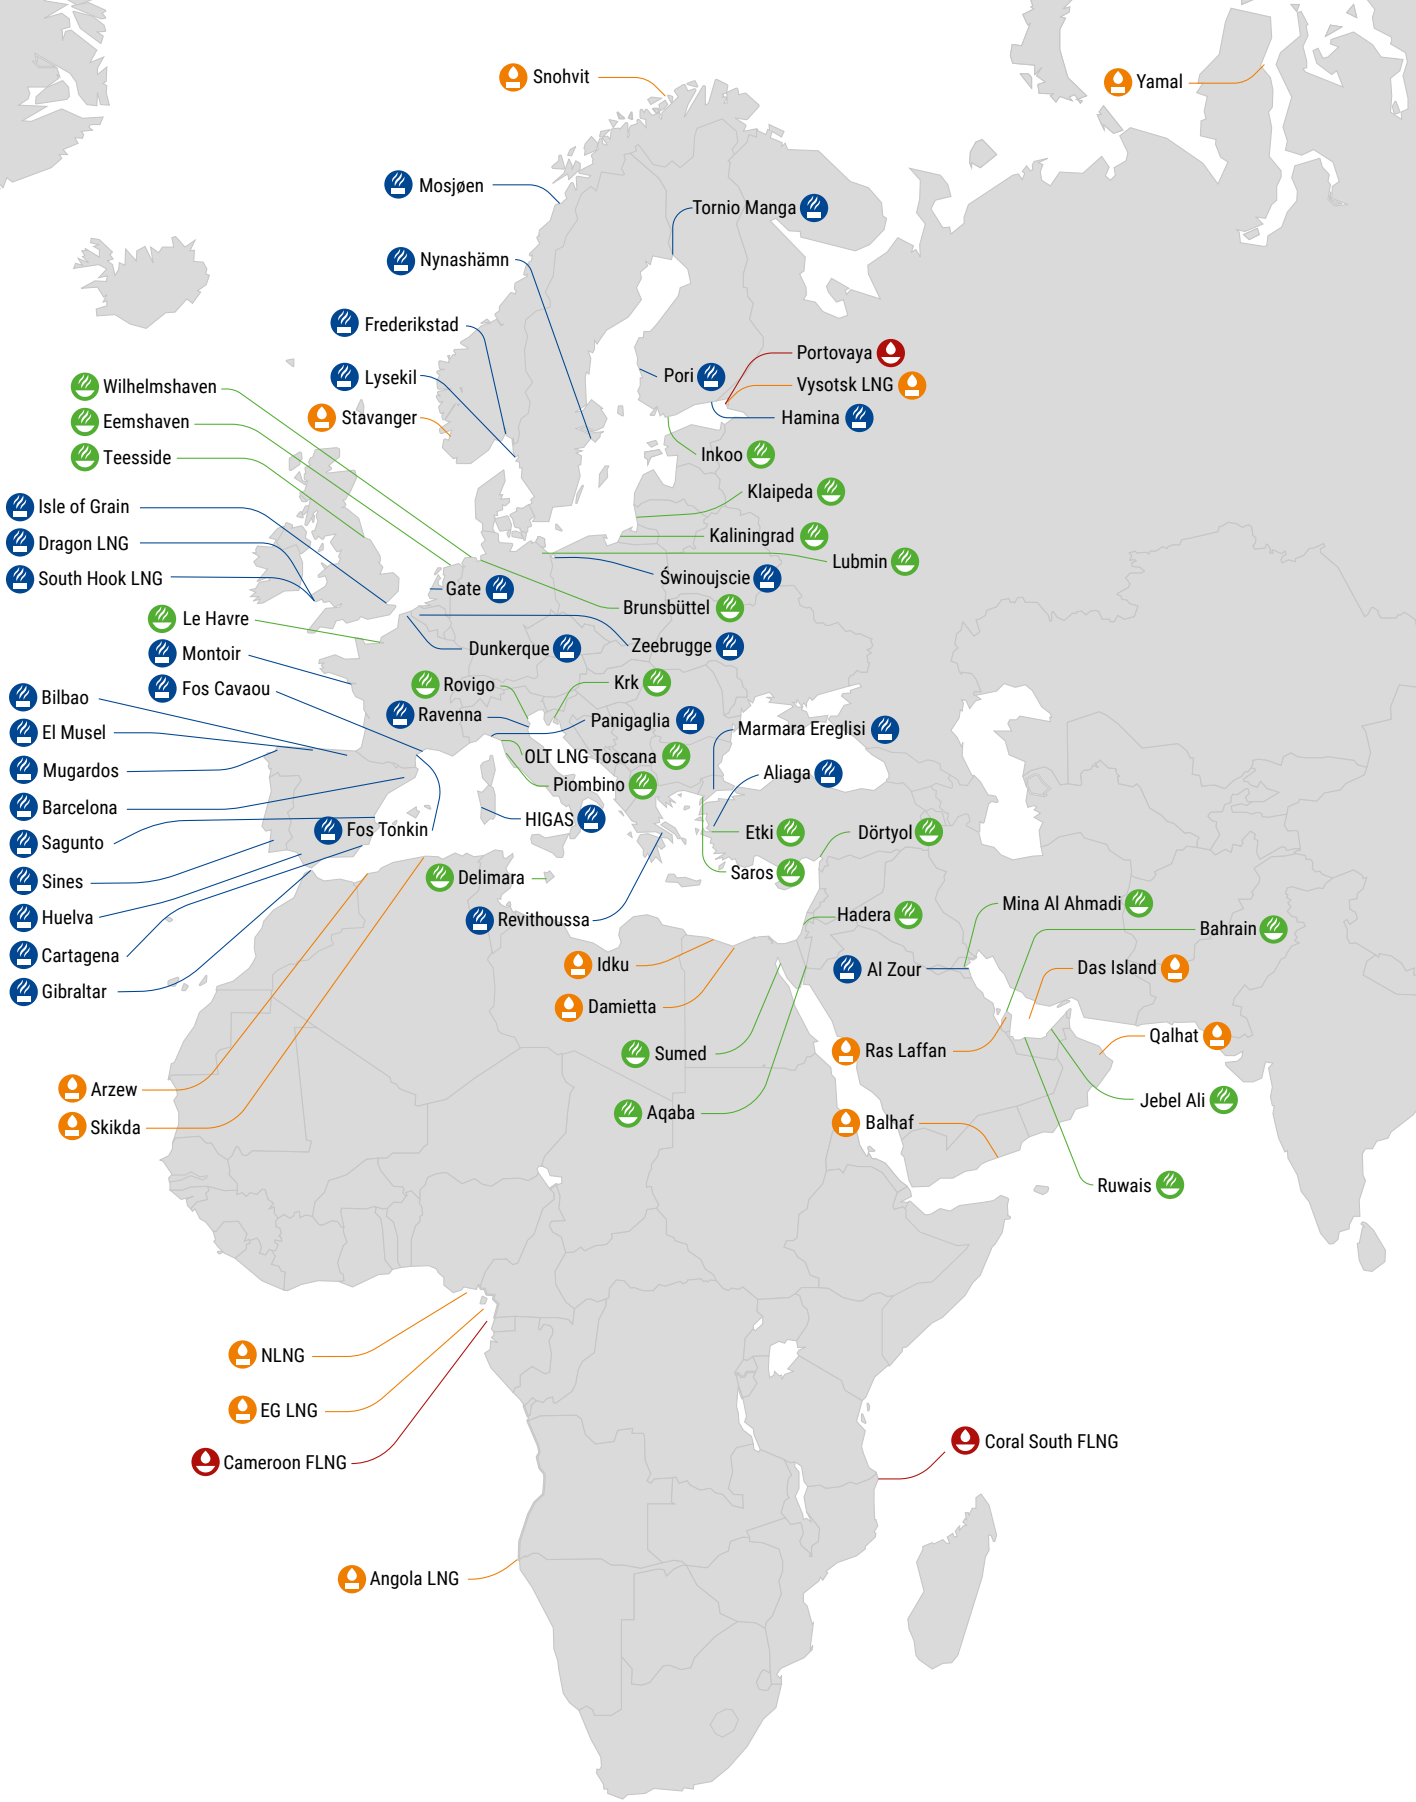 Snohvit
Yamal
Mosjøen
Tornio Manga
Nynashämn
Frederikstad
Portovaya
Lysekil
Pori
Vysotsk LNG
Wilhelmshaven
Stavanger
Hamina
Eemshaven
Teesside
Inkoo
Klaipeda
Isle of Grain
Kaliningrad
Dragon LNG
Lubmin
South Hook LNG
Świnoujscie
Gate
Brunsbüttel
Le Havre
Zeebrugge
Dunkerque
Montoir
Fos Cavaou
Rovigo
Krk
Bilbao
Ravenna
Panigaglia
Marmara Ereglisi
El Musel
OLT LNG Toscana
Mugardos
Aliaga
Piombino
Barcelona
HIGAS
Fos Tonkin
Etki
Dörtyol
Sagunto
Saros
Sines
Delimara
Mina Al Ahmadi
Huelva
Revithoussa
Hadera
Bahrain
Cartagena
Idku
Al Zour
Das Island
Gibraltar
Damietta
Qalhat
Sumed
Ras Laffan
Arzew
Jebel Ali
Aqaba
Skikda
Balhaf
Ruwais
NLNG
EG LNG
Cameroon FLNG
Coral South FLNG
Angola LNG